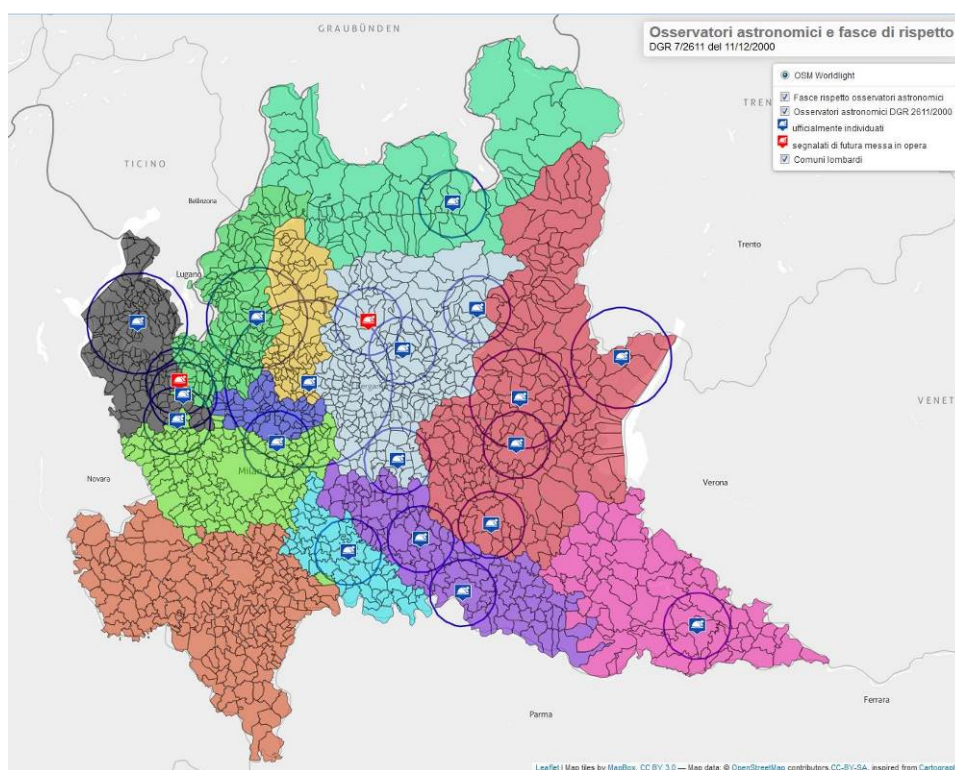 GRAUBÜNDEN
Osservatori astronomici e fasce di rispetto
DGR 7/2611 del 11/12/2000
OSM Worldlight
Fasce rispetto osservatori astronomici
Osservatori astronomici DGR 2611/2000
ufficialmente individuati
segnalati di futura messa in opera
Comuni lombardi
TREN
TICINO
Bellinzona
Trento
Lugano
VENET
Novara
Milan
Verona
Parma
Ferrara
Leaflet | Map tiles by MapBox, CC BY 3.0 — Map data: © OpenStreetMap contributors CC-BY-SA, inspired from Cartograph